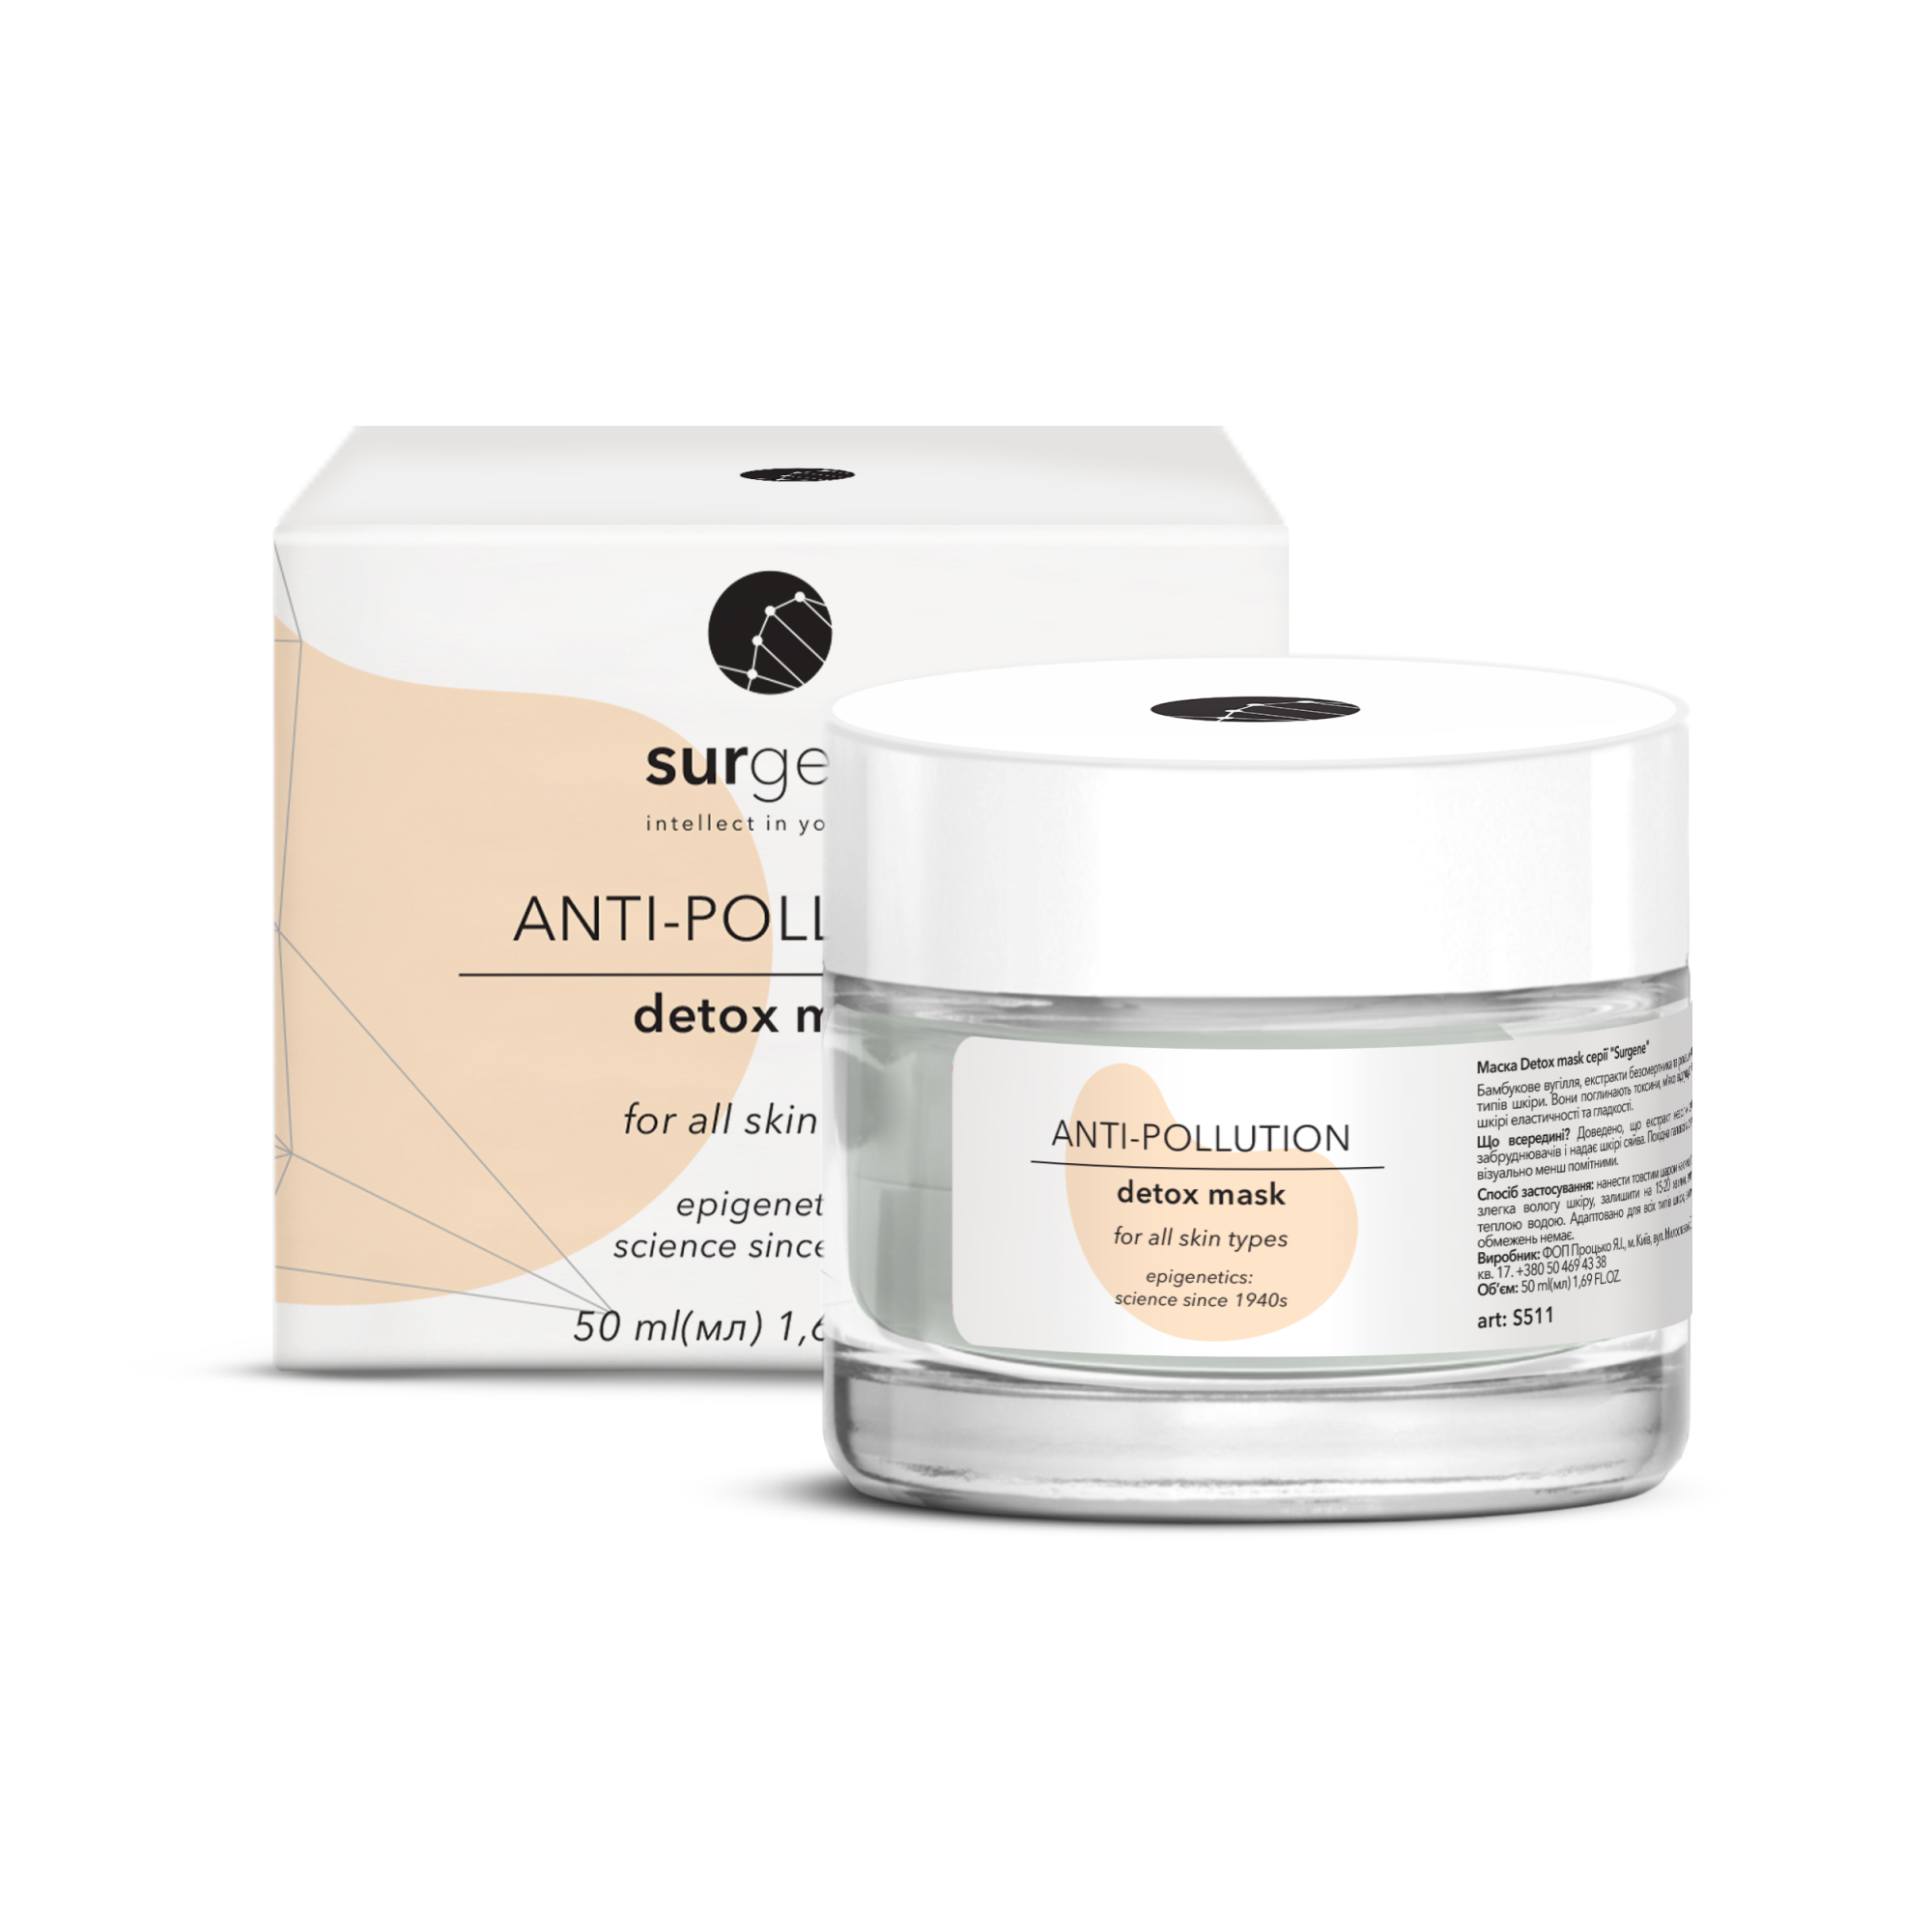 surge
intellect in yo
ANTI-POLL
detox m
for all skin
epigenet
science since
50 ml(мл) 1,6
ANTI-POLLUTION
detox mask
for all skin types
epigenetics:
science since 1940s
Маска Detox mask серії "Surgene"
Бамбукове вугілля, екстракти безсмертника та
типів шкіри. Вони поглинають токсини, м'яко
шкірі еластичності та гладкості.
Що всередині? Доведено, що екстракт
забруднювачів і надає шкірі сяйва. Похідна
візуально менш помітними.
Спосіб застосування: нанести товстим шаром
злегка вологу шкіру, залишити на 15-20
теплою водою. Адаптовано для всіх типів шкіри,
обмежень немає.
Виробник: ФОП Процько Я.І., м. Київ, вул.
кв. 17. +380 50 469 43 38
Об'єм: 50 ml(мл) 1,69 FL.OZ.
art: S511